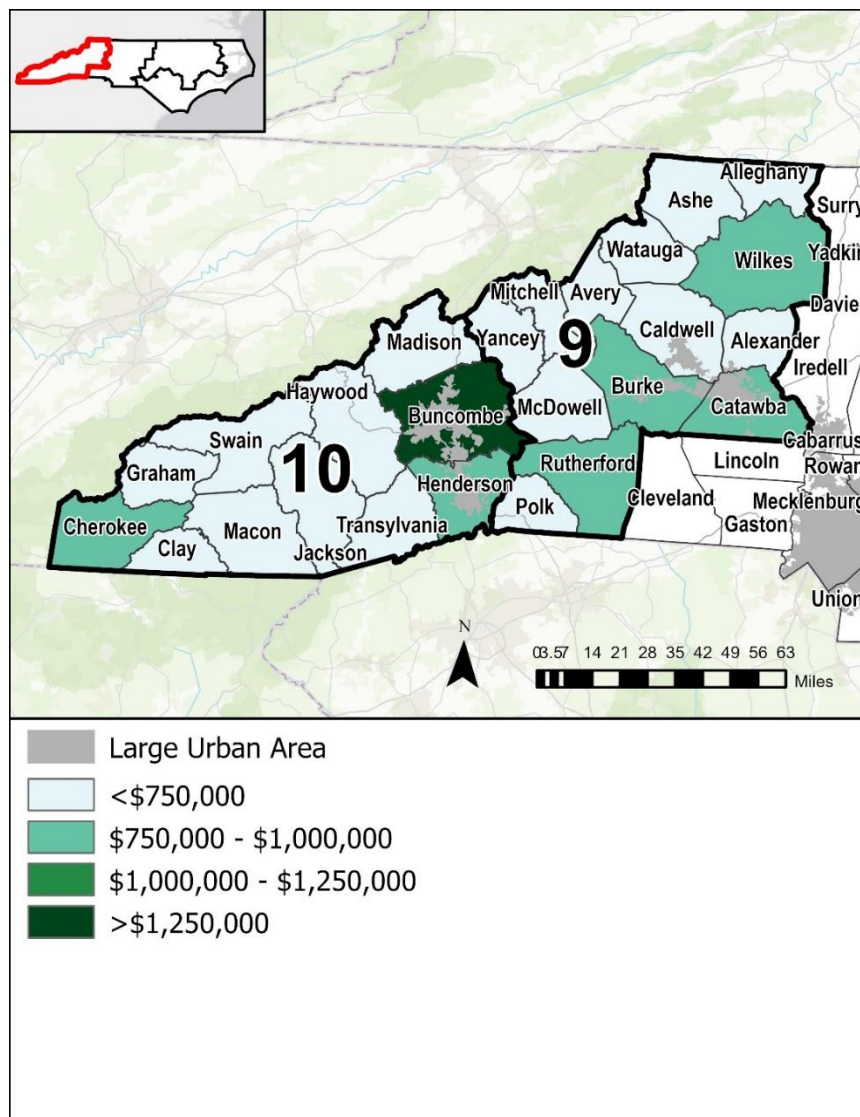 Alleghany
Ashe
Surry
Watauga
Wilkes
Yadkin
Mitchell
Avery
Davie
Madison
Yancey
9
Caldwell
Alexander
Iredell
Haywood
Burke
Buncombe
McDowell
Catawba
Swain
10
Cabarrus
Graham
Henderson
Rutherford
Lincoln
Rowan
Cherokee
Macon
Transylvania
Polk
Cleveland
Mecklenburg
Clay
Jackson
Gaston
Union
N
0 3.5 7 14 21 28 35 42 49 56 63
Miles
Large Urban Area
<$750,000
$750,000 - $1,000,000
$1,000,000 - $1,250,000
>$1,250,000